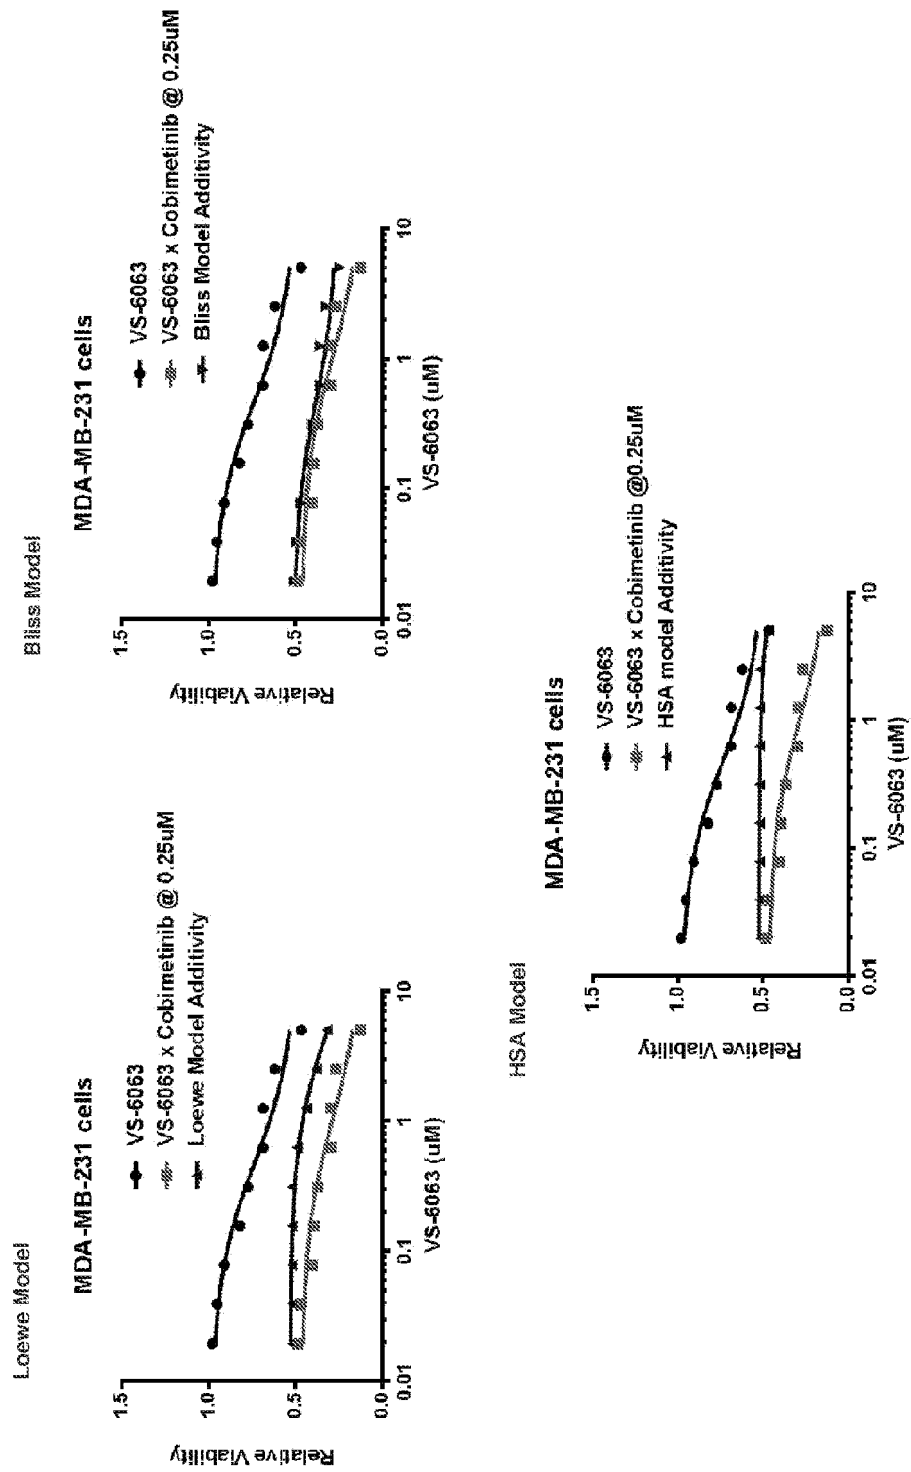 Loewe Model
MDA-MB-231 cells
VS-6063
VS-6063 x Cobimetinib @ 0.25uM
Loewe Model Additivity
Relative Viability
1.5
1.0
0.5
0.0
0.01
0.1
1
10
VS-6063 (uM)
Bliss Model
MDA-MB-231 cells
VS-6063
VS-6063 x Cobimetinib @ 0.25uM
Bliss Model Additivity
Relative Viability
1.5
1.0
0.5
0.0
0.01
0.1
1
10
VS-6063 (uM)
HSA Model
MDA-MB-231 cells
VS-6063
VS-6063 x Cobimetinib @0.25uM
HSA model Additivity
Relative Viability
1.5
1.0
0.5
0.0
0.01
0.1
1
10
VS-6063 (uM)